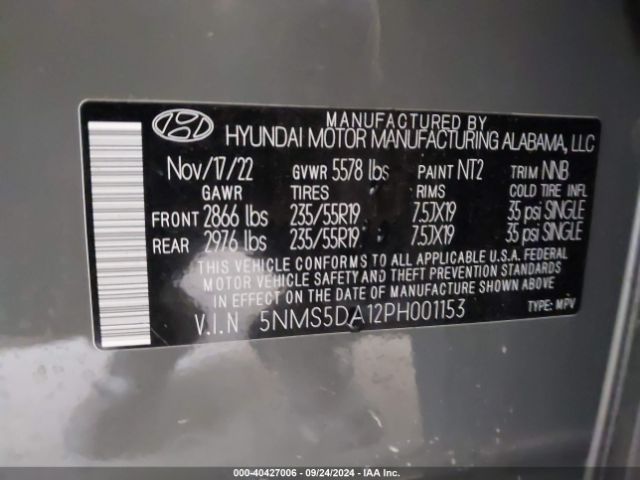 MANUFACTURED BY
HYUNDAI MOTOR MANUFACTURING ALABAMA, LLC
Nov/17/22 GVWR 5578 lbs PAINT NT2 TRIM NNB
GAWR TIRES RIMS COLD TIRE INFL
FRONT 2866 lbs 235/55R19 7.5JX19 35 psi SINGLE
REAR 2976 lbs 235/55R19 7.5JX19 35 psi SINGLE
THIS VEHICLE CONFORMS TO ALL APPLICABLE U.S.A. FEDERAL
MOTOR VEHICLE SAFETY AND THEFT PREVENTION STANDARDS
IN EFFECT ON THE DATE OF MANUFACTURE SHOWN ABOVE
V.I.N 5NMS5DA12PH001153 TYPE: MPV
000-40427006 - 09/24/2024 - IAAI.com